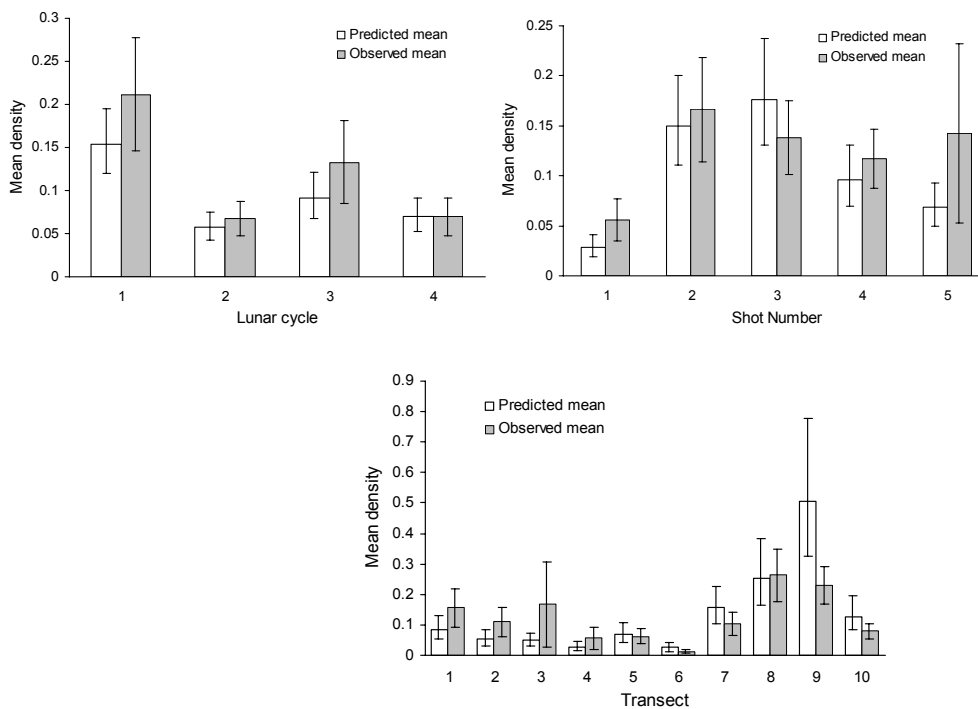 0.3
0.25
0.2
0.15
0.1
0.05
0
Mean density
Predicted mean
Observed mean
1 2 3 4
Lunar cycle
0.25
0.2
0.15
0.1
0.05
0
Mean density
Predicted mean
Observed mean
1 2 3 4 5
Shot Number
0.9
0.8
0.7
0.6
0.5
0.4
0.3
0.2
0.1
0
Mean density
Predicted mean
Observed mean
1 2 3 4 5 6 7 8 9 10
Transect